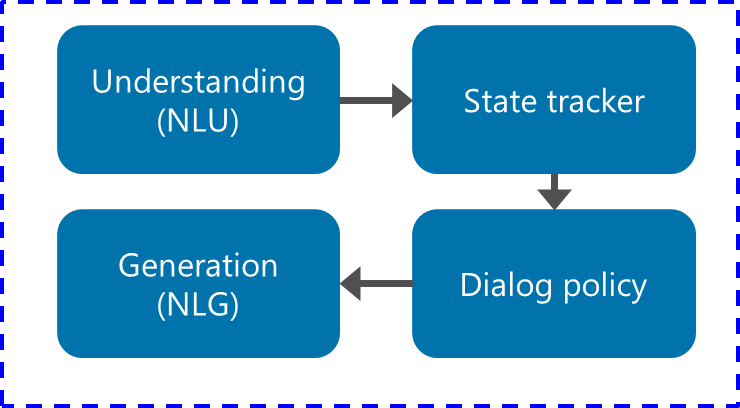 Understanding
(NLU)
State tracker
Generation
(NLG)
Dialog policy